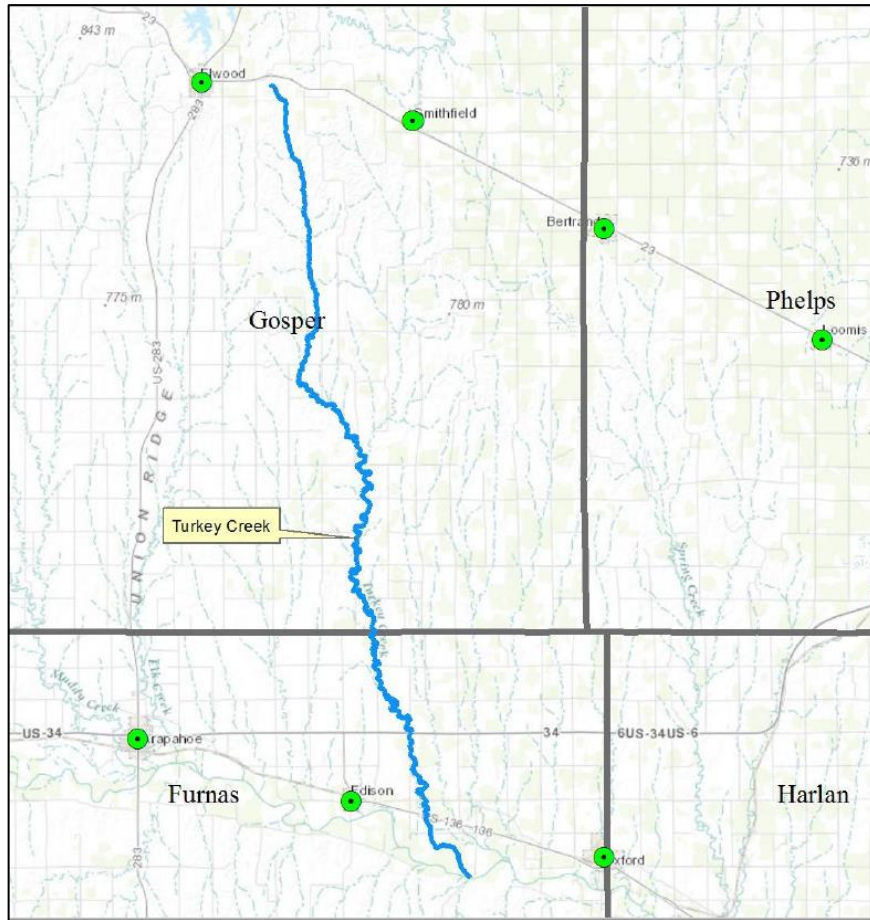 23
843 m
Elwood
283
Smithfield
736 m
Bertrand
23
Phelps
775 m
780 m
Gosper
Loomis
US-283
UNION RIDGE
Turkey Creek
Spring Creek
Turkey Creek
Muddy Creek
Elk Creek
US-34
34
6US-34US-6
Arapahoe
Furnas
Edison
Harlan
S-136-136
xford
283